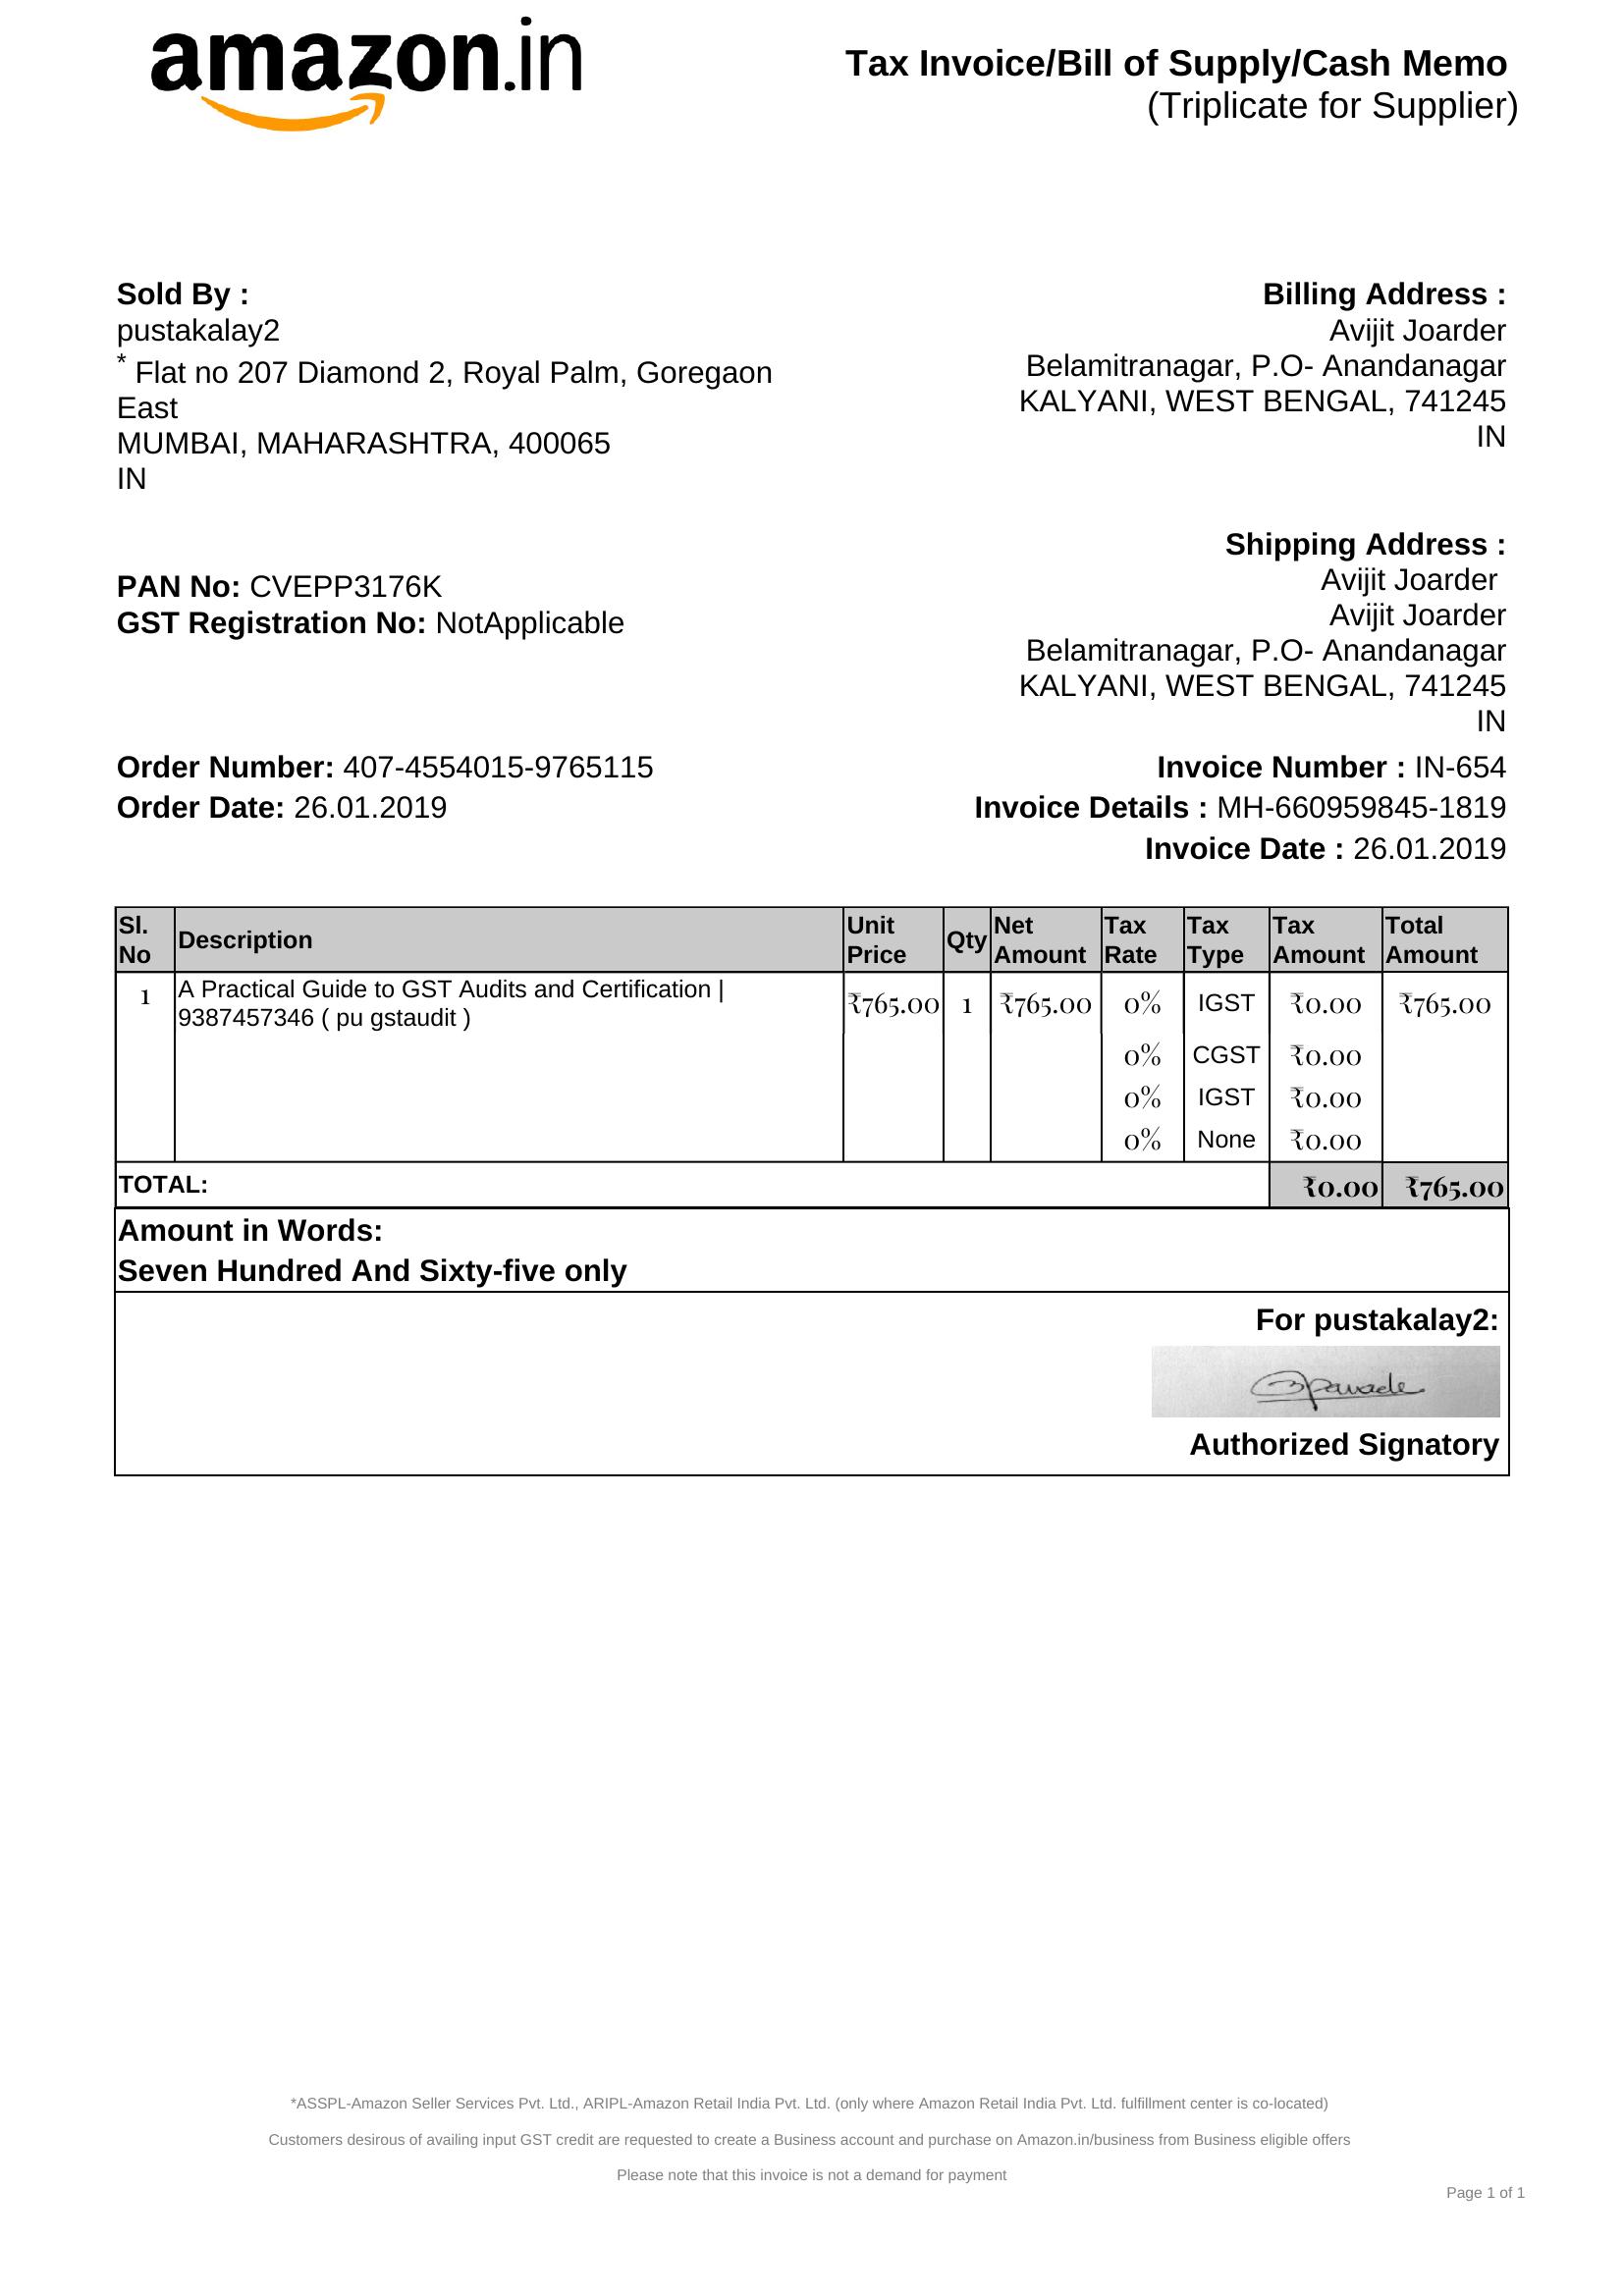 amazon.in
Tax Invoice/Bill of Supply/Cash Memo
(Triplicate for Supplier)
Sold By :
pustakalay2
* Flat no 207 Diamond 2, Royal Palm, Goregaon
East
MUMBAI, MAHARASHTRA, 400065
IN
Billing Address :
Avijit Joarder
Belamitranagar, P.O- Anandanagar
KALYANI, WEST BENGAL, 741245
IN
PAN No: CVEPP3176K
GST Registration No: NotApplicable
Shipping Address :
Avijit Joarder
Avijit Joarder
Belamitranagar, P.O- Anandanagar
KALYANI, WEST BENGAL, 741245
IN
Order Number: 407-4554015-9765115
Order Date: 26.01.2019
Invoice Number : IN-654
Invoice Details : MH-660959845-1819
Invoice Date : 26.01.2019
Sl. No Description Unit Price Qty Net Amount Tax Rate Tax Type Tax Amount Total Amount
1 A Practical Guide to GST Audits and Certification | ₹765.00 1 ₹765.00 0% IGST ₹0.00 ₹765.00
9387457346 ( pu gstaudit )
0% CGST ₹0.00
0% IGST ₹0.00
0% None ₹0.00
TOTAL: ₹0.00 ₹765.00
Amount in Words:
Seven Hundred And Sixty-five only
For pustakalay2:
Authorized Signatory
*ASSPL-Amazon Seller Services Pvt. Ltd., ARIPL-Amazon Retail India Pvt. Ltd. (only where Amazon Retail India Pvt. Ltd. fulfillment center is co-located)
Customers desirous of availing input GST credit are requested to create a Business account and purchase on Amazon.in/business from Business eligible offers
Please note that this invoice is not a demand for payment
Page 1 of 1